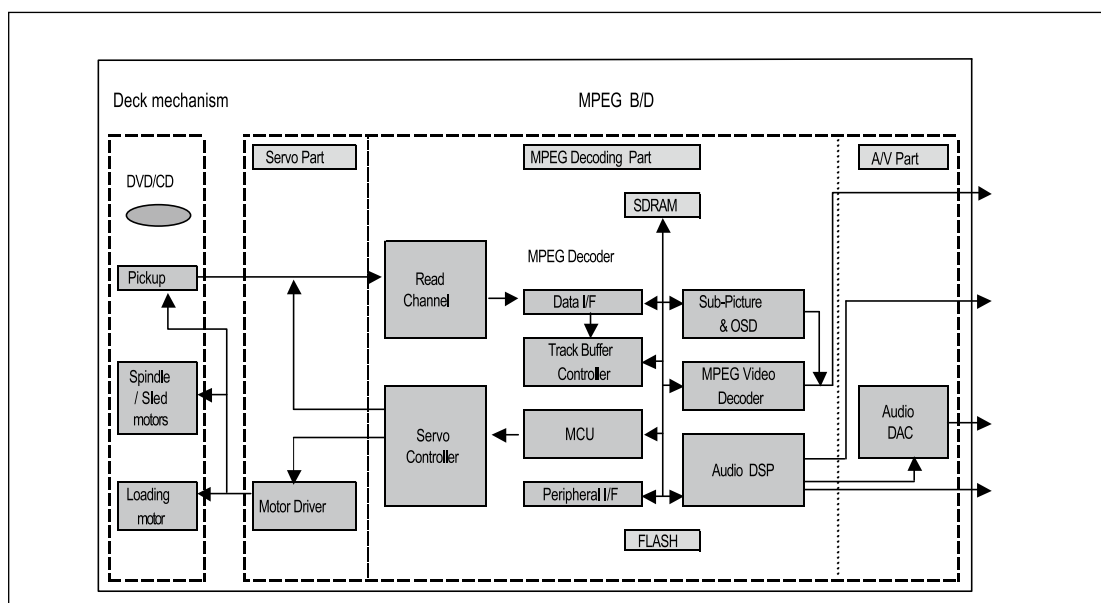 Deck mechanism
MPEG B/D
Servo Part
MPEG Decoding Part
A/V Part
DVD/CD
SDRAM
MPEG Decoder
Pickup
Read
Channel
Data I/F
Sub-Picture
& OSD
Track Buffer
Controller
Spindle
/ Sled
motors
MPEG Video
Decoder
Servo
Controller
MCU
Audio
DAC
Audio DSP
Loading
motor
Motor Driver
Peripheral I/F
FLASH